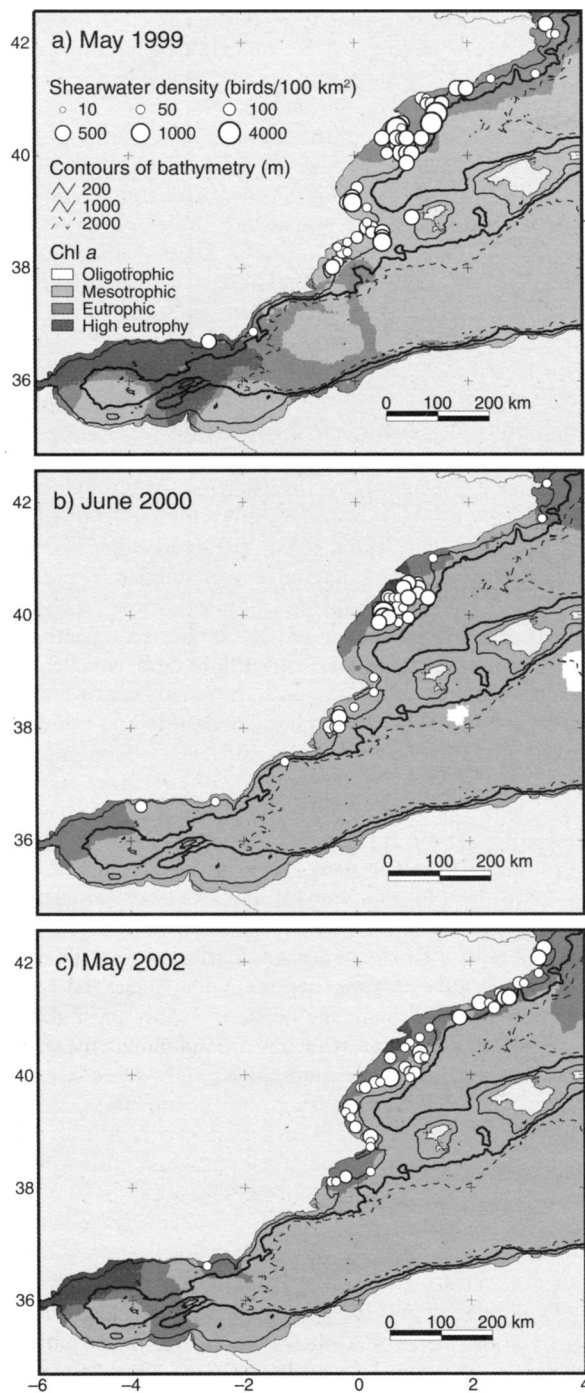 42
a) May 1999
Shearwater density (birds/100 km²)
10 50 100
500 1000 4000
40
Contours of bathymetry (m)
200
1000
2000
Chl a
38
Oligotrophic
Mesotrophic
Eutrophic
High eutrophy
36
0 100 200 km
42
b) June 2000
40
38
36
0 100 200 km
42
c) May 2002
40
38
36
0 100 200 km
−6 −4 −2 0 2 4